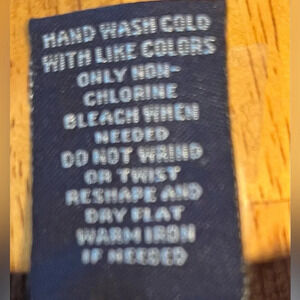 HAND WASH COLD
WITH LIKE COLORS
ONLY NON-
CHLORINE
BLEACH WHEN
NEEDED
DO NOT WRING
OR TWIST
RESHAPE AND
DRY FLAT
WARM IRON
IF NEEDED